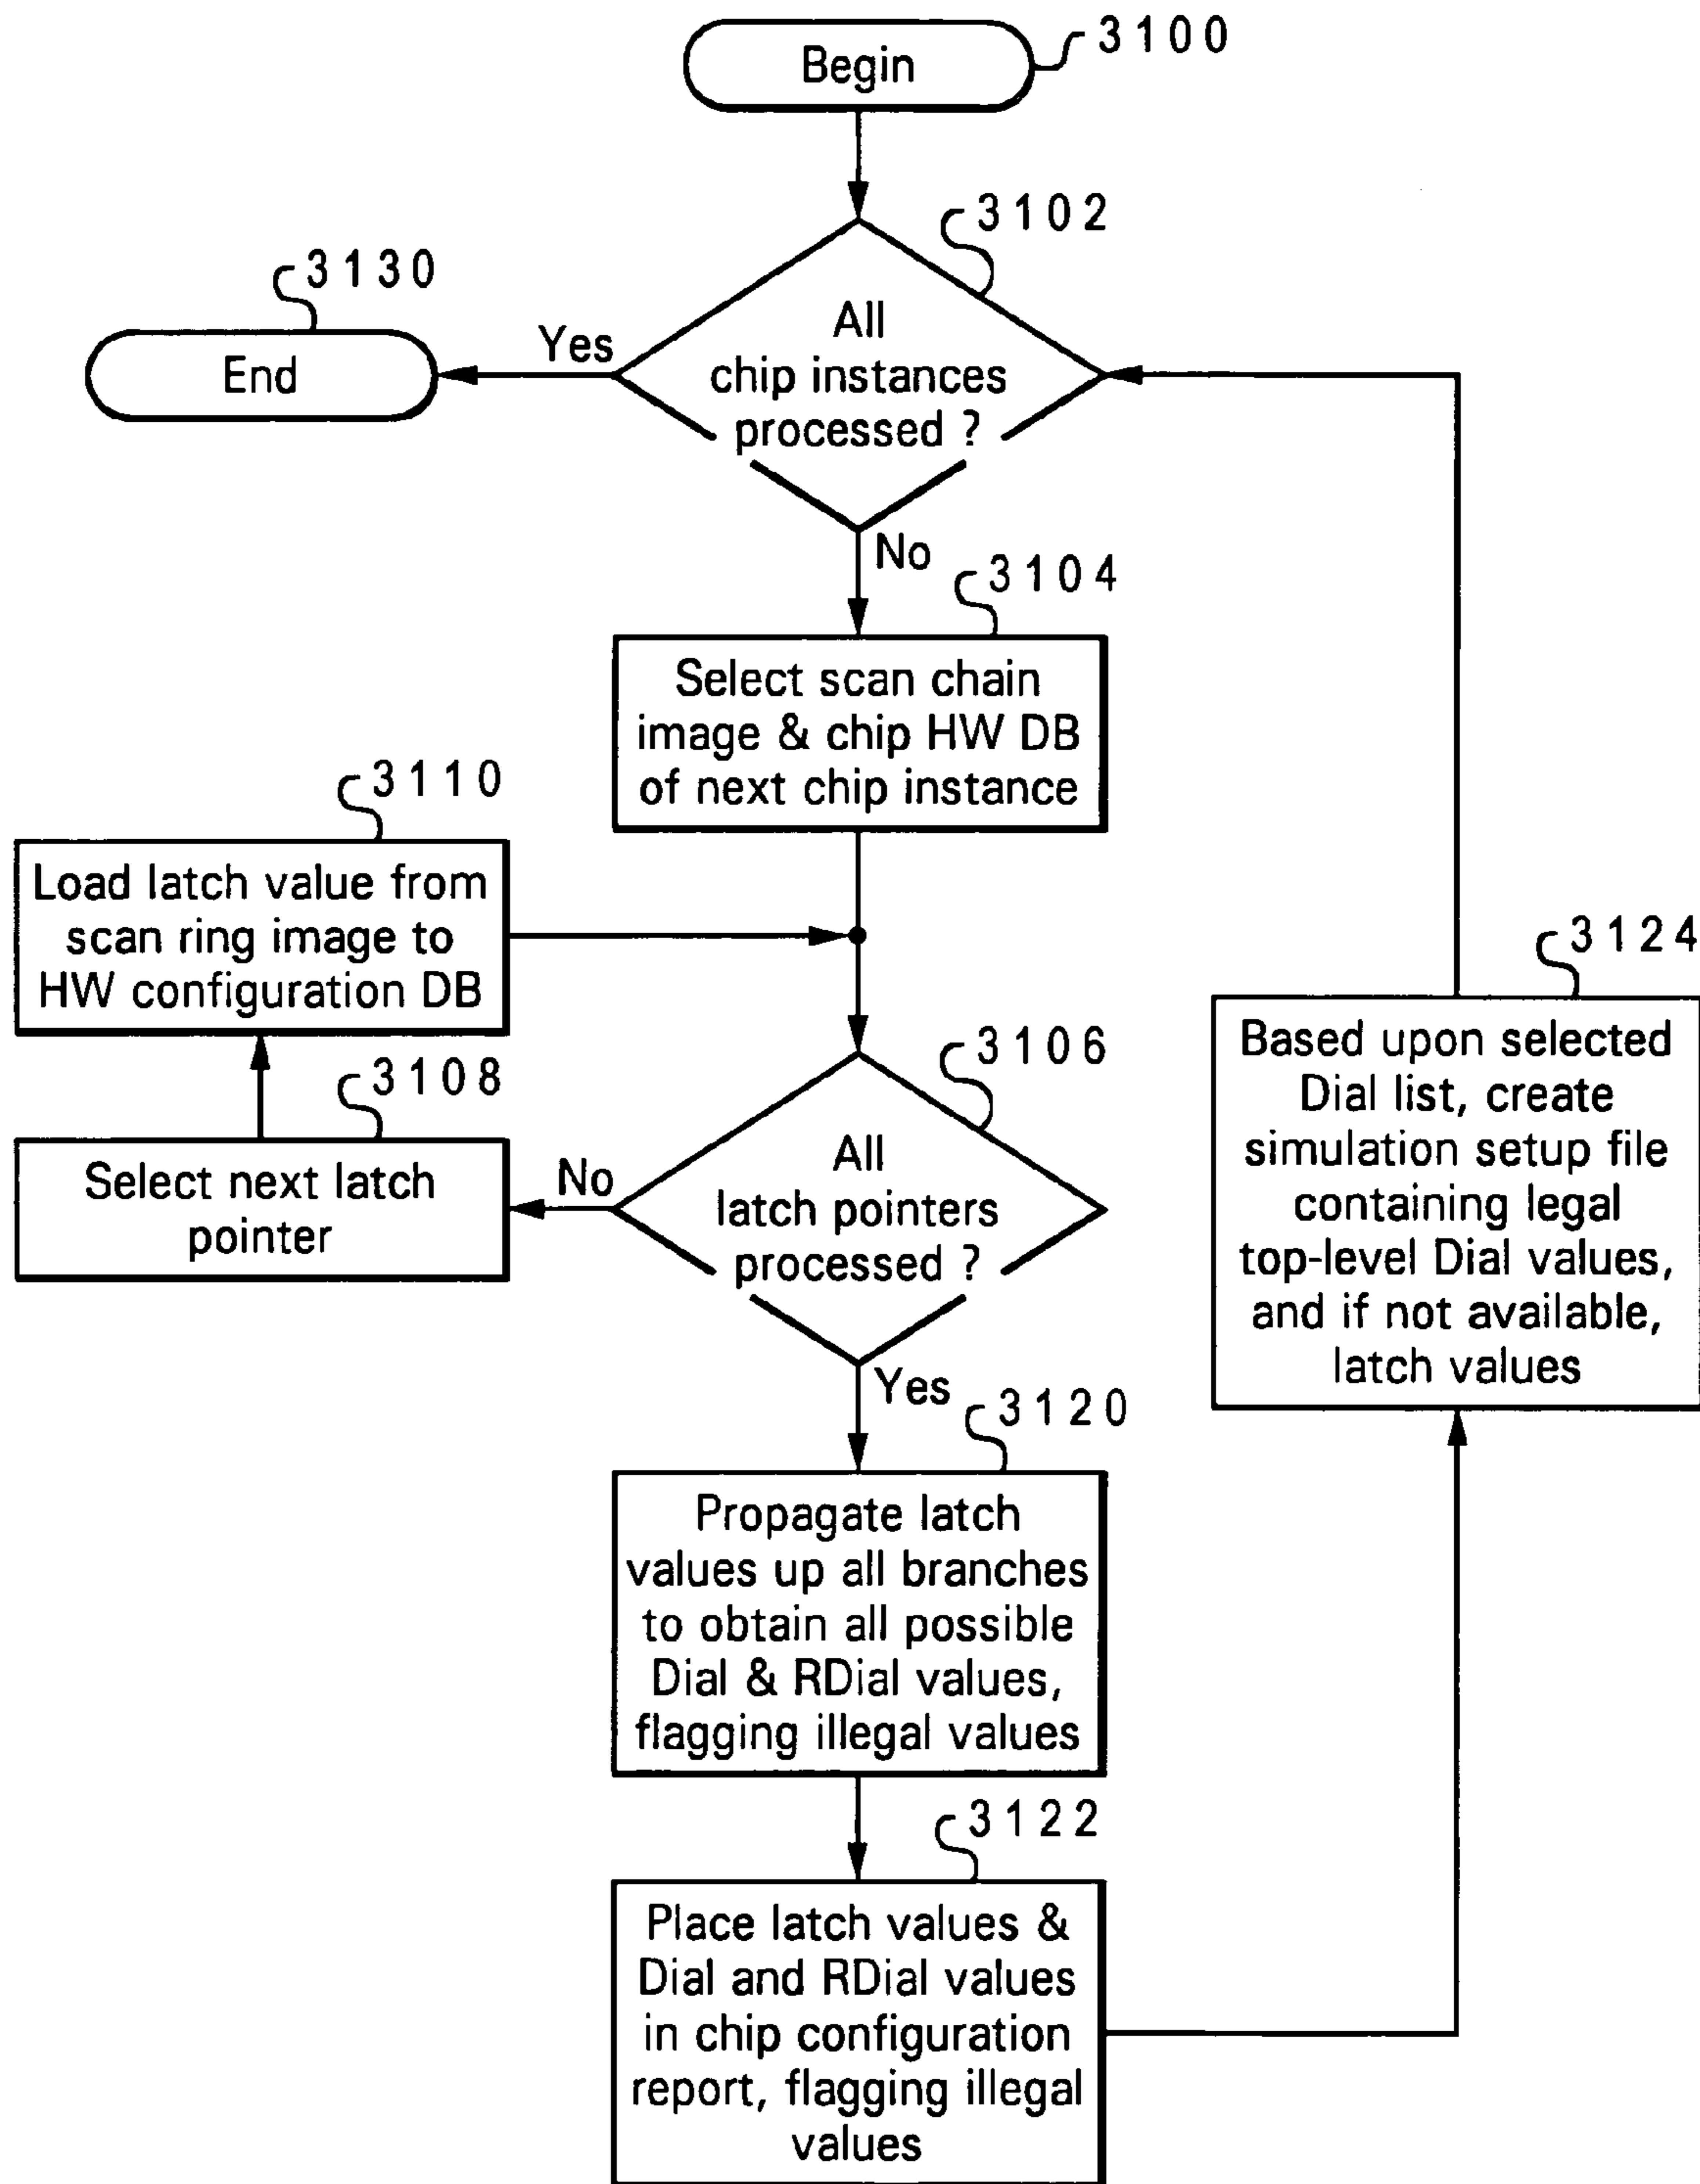 Begin
3100
3102
3130
All
chip instances
processed ?
Yes
End
No
3104
Select scan chain
image & chip HW DB
of next chip instance
3110
Load latch value from
scan ring image to
HW configuration DB
3124
Based upon selected
Dial list, create
simulation setup file
containing legal
top-level Dial values,
and if not available,
latch values
3106
3108
All
latch pointers
processed ?
No
Select next latch
pointer
Yes
3120
Propagate latch
values up all branches
to obtain all possible
Dial & RDial values,
flagging illegal values
3122
Place latch values &
Dial and RDial values
in chip configuration
report, flagging illegal
values